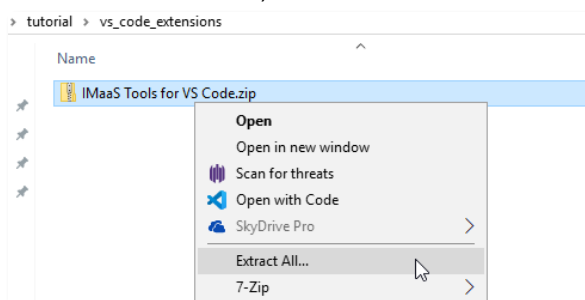 tutorial > vs_code_extensions
Name
IMaaS Tools for VS Code.zip
Open
Open in new window
Scan for threats
Open with Code
SkyDrive Pro
Extract All...
7-Zip